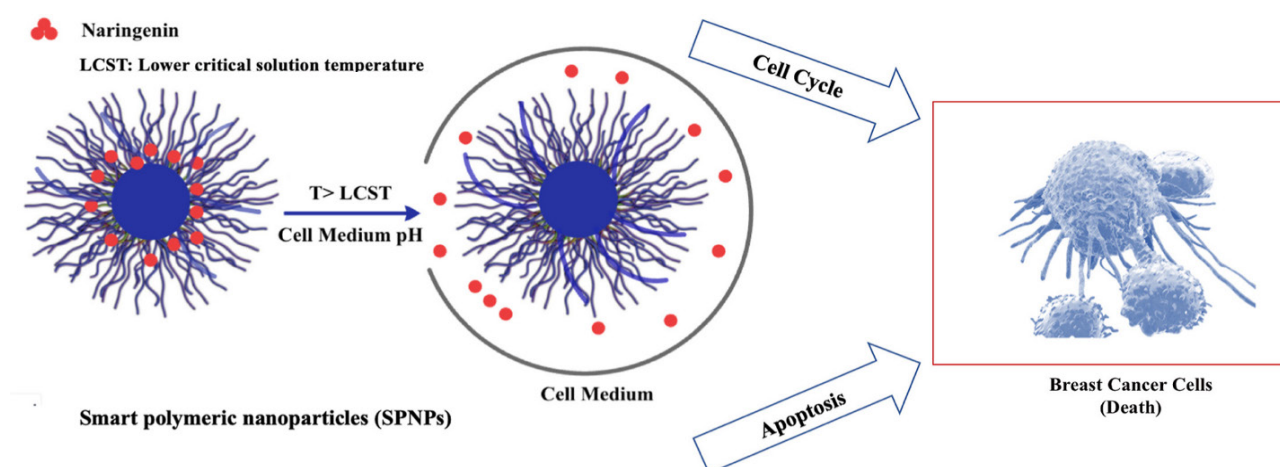 Naringenin
LCST: Lower critical solution temperature
T> LCST
Cell Medium pH
Cell Medium
Smart polymeric nanoparticles (SPNPs)
Cell Cycle
Apoptosis
Breast Cancer Cells
(Death)